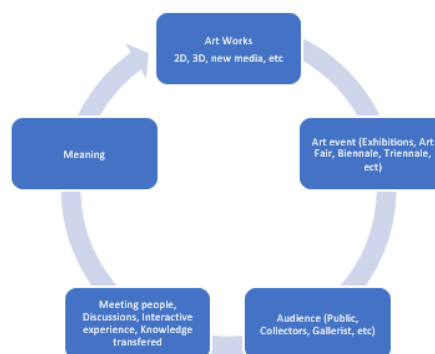 Art Works
2D, 3D, new media, etc
Art event (Exhibitions, Art
Fair, Biennale, Triennale,
ect)
Audience (Public,
Collectors, Gallerist, etc)
Meeting people,
Discussions, Interactive
experience, Knowledge
transfered
Meaning